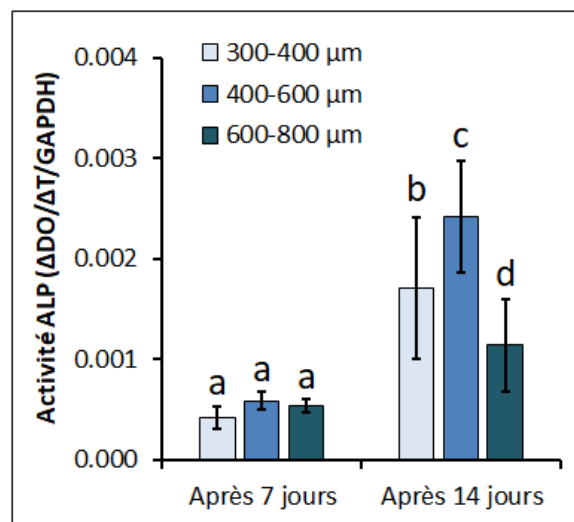 Activité ALP (ΔDO/ΔT/GAPDH)
0.004
0.003
0.002
0.001
0.000
300-400 µm
400-600 µm
600-800 µm
a
a
a
b
c
d
Après 7 jours
Après 14 jours